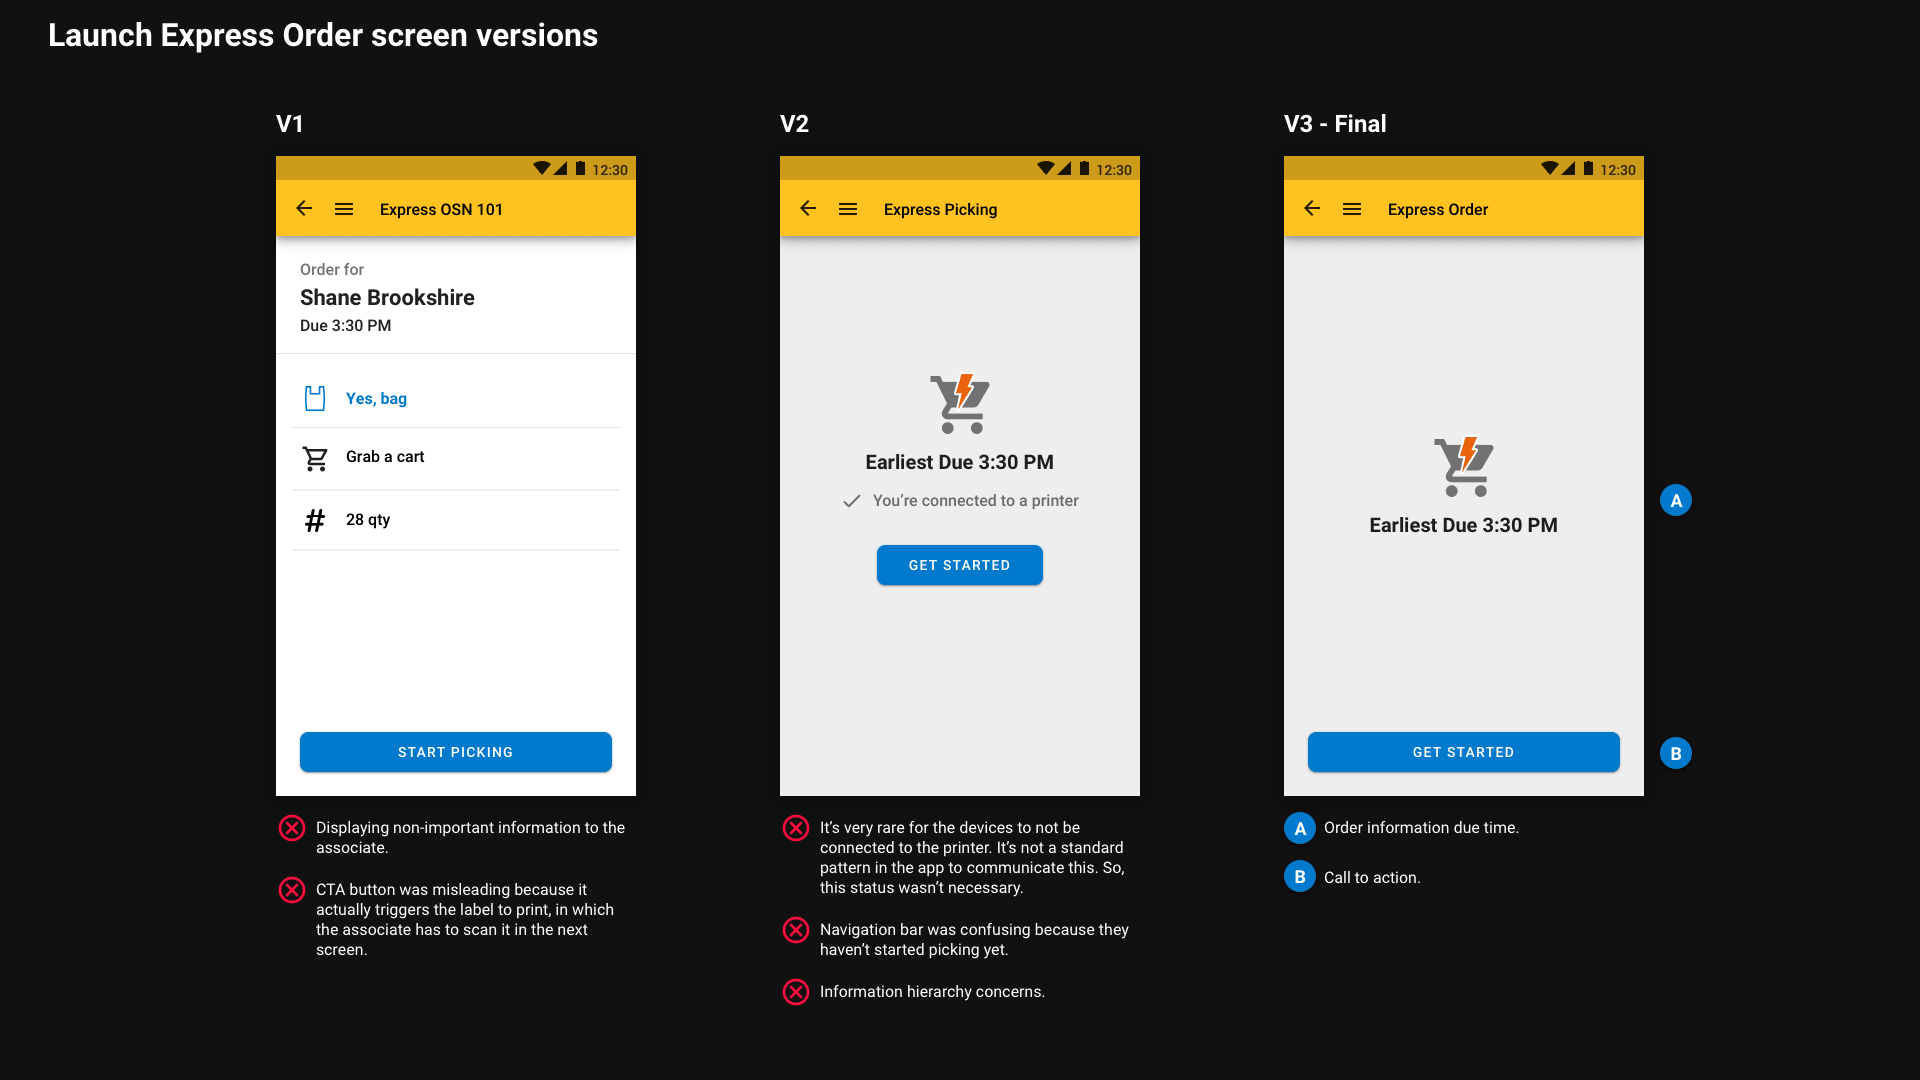 Launch Express Order screen versions
V1
12:30
Express OSN 101
Order for
Shane Brookshire
Due 3:30 PM
Yes, bag
Grab a cart
# 28 qty
START PICKING
Displaying non-important information to the
associate.
CTA button was misleading because it
actually triggers the label to print, in which
the associate has to scan it in the next
screen.
V2
12:30
Express Picking
Earliest Due 3:30 PM
You’re connected to a printer
GET STARTED
It’s very rare for the devices to not be
connected to the printer. It’s not a standard
pattern in the app to communicate this. So,
this status wasn’t necessary.
Navigation bar was confusing because they
haven’t started picking yet.
Information hierarchy concerns.
V3 - Final
12:30
Express Order
Earliest Due 3:30 PM
A
GET STARTED
B
A Order information due time.
B Call to action.